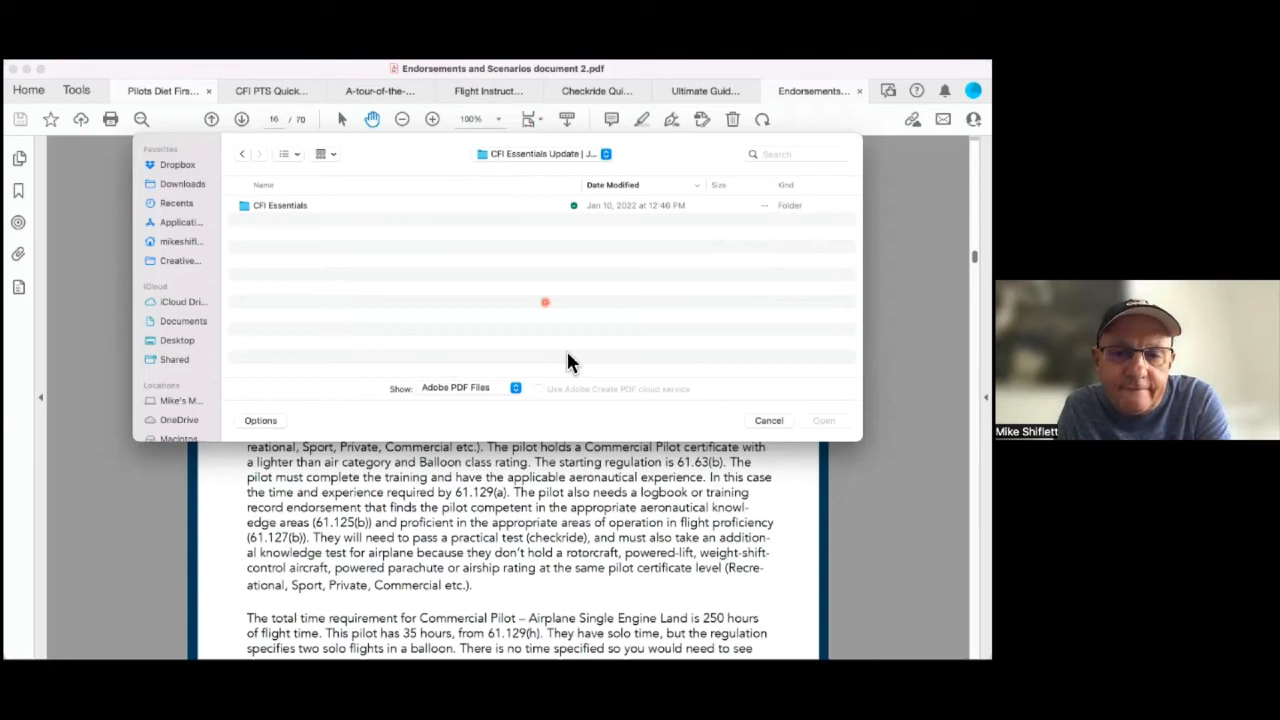 Endorsements and Scenarios document 2.pdf
Home Tools Pilots Diet Firs... × CFI PTS Quick... A-tour-of-the-... Flight Instruct... Checkride Qui... Ultimate Guid... Endorsements... ×
16 / 70 100%
Favorites
Dropbox
Downloads
Recents
Applicati...
mikeshifl...
Creative...
iCloud
iCloud Dri...
Documents
Desktop
Shared
Locations
Mike's M...
OneDrive
Macintos...
CFI Essentials Update | J...
Search
Name Date Modified Size Kind
CFI Essentials Jan 10, 2022 at 12:46 PM -- Folder
Show: Adobe PDF Files Use Adobe Create PDF cloud service
Options Cancel Open
reational, Sport, Private, Commercial etc.). The pilot holds a Commercial Pilot certificate with
a lighter than air category and Balloon class rating. The starting regulation is 61.63(b). The
pilot must complete the training and have the applicable aeronautical experience. In this case
the time and experience required by 61.129(a). The pilot also needs a logbook or training
record endorsement that finds the pilot competent in the appropriate aeronautical knowl-
edge areas (61.125(b)) and proficient in the appropriate areas of operation in flight proficiency
(61.127(b)). They will need to pass a practical test (checkride), and must also take an addition-
al knowledge test for airplane because they don't hold a rotorcraft, powered-lift, weight-shift-
control aircraft, powered parachute or airship rating at the same pilot certificate level (Recre-
ational, Sport, Private, Commercial etc.).
The total time requirement for Commercial Pilot – Airplane Single Engine Land is 250 hours
of flight time. This pilot has 35 hours, from 61.129(h). They have solo time, but the regulation
specifies two solo flights in a balloon. There is no time specified so you would need to see
Mike Shiflett